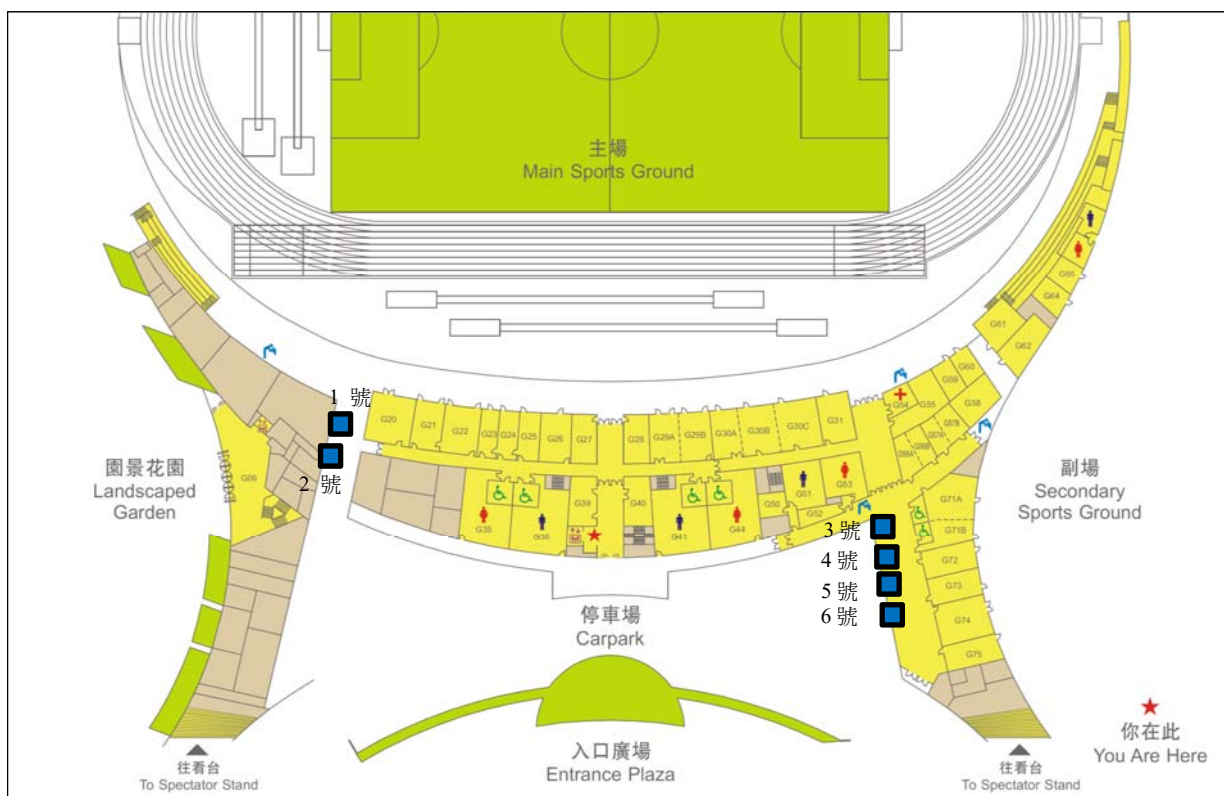 主場
Main Sports Ground
G65
G64
G61
G62
G60
G59
G58
G54
G55
G57B
G57A
G56B
G56A
1 號
2 號
G20
G21
G22
G23
G24
G25
G26
G27
G28
G29A
G29B
G30A
G30B
G30C
G31
園景花園
Landscaped
Garden
G09
G35
G38
G39
G40
G41
G44
G50
G51
G52
G53
副場
Secondary
Sports Ground
G71A
G71B
G72
G73
G74
G75
3 號
4 號
5 號
6 號
停車場
Carpark
入口廣場
Entrance Plaza
你在此
You Are Here
往看台
To Spectator Stand
往看台
To Spectator Stand